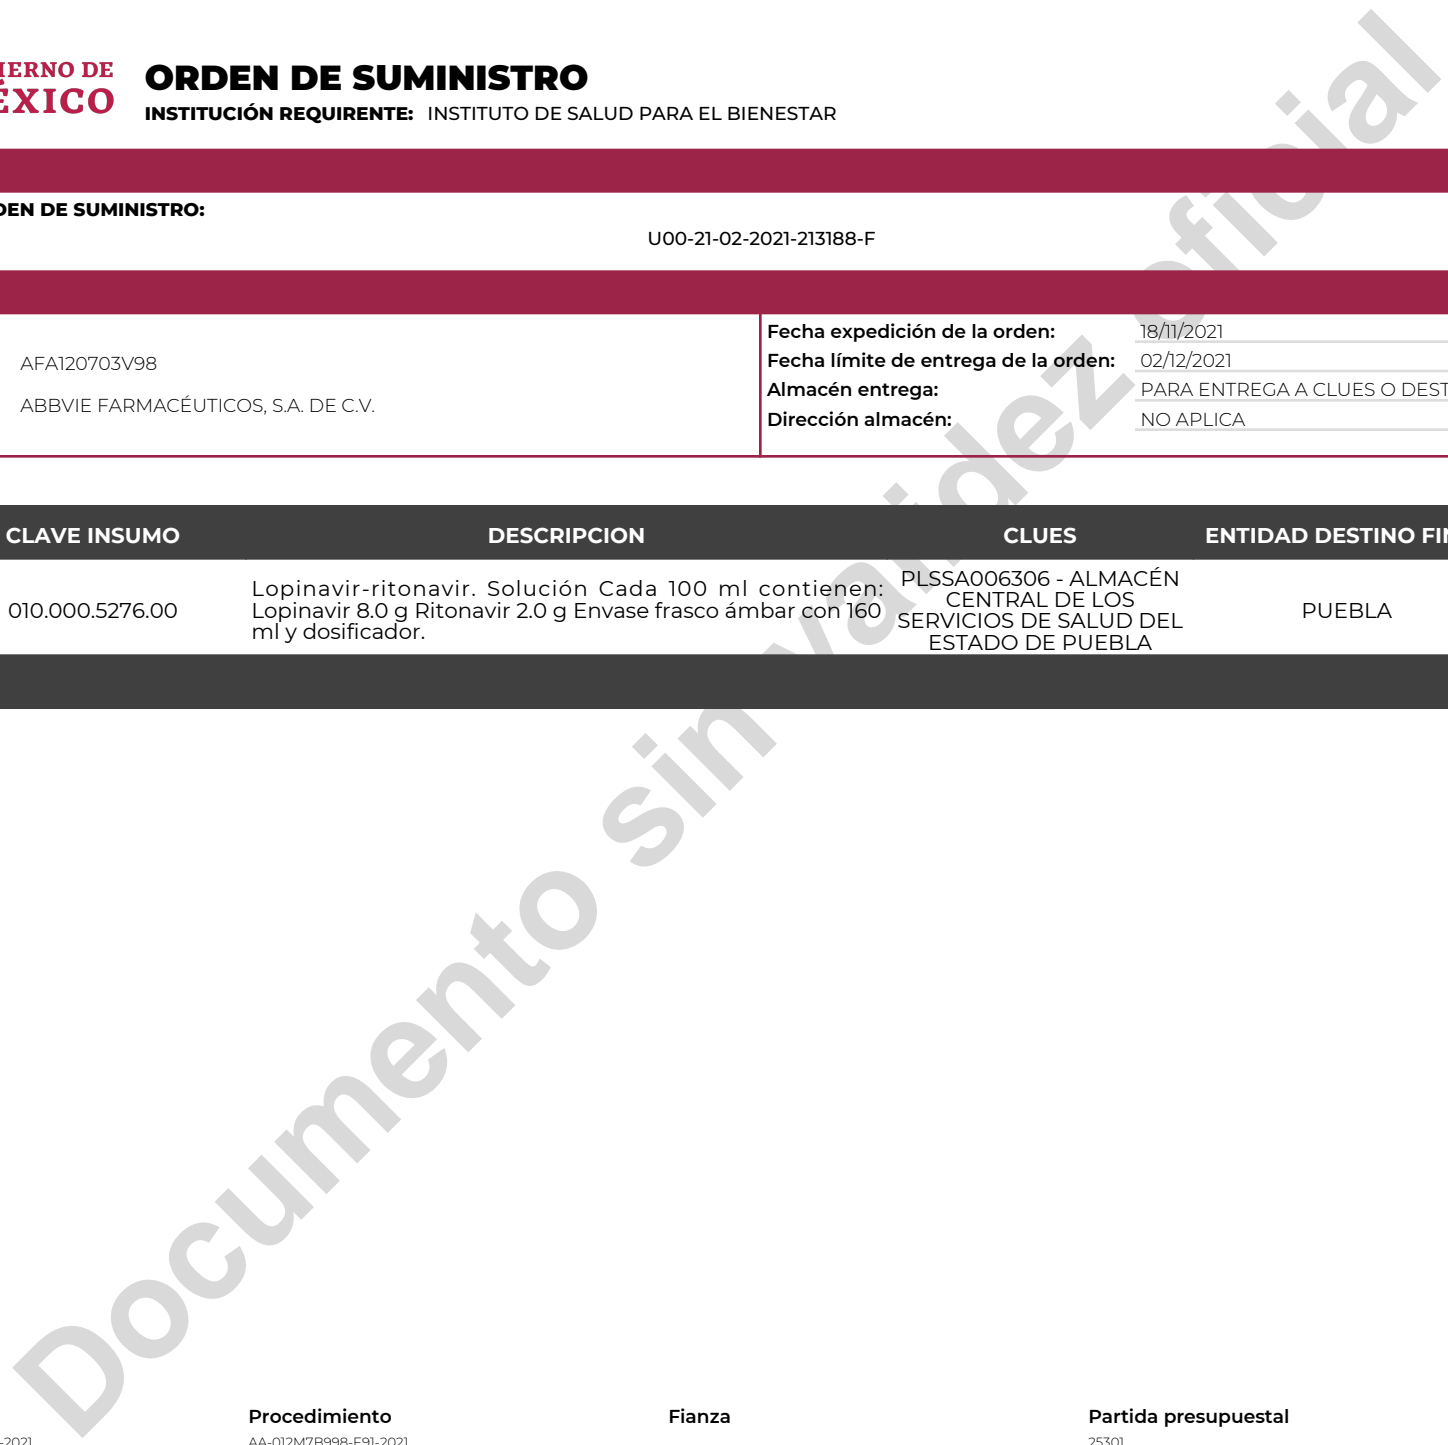 ORDEN DE SUMINISTRO
INSTITUCIÓN REQUIRENTE: INSTITUTO DE SALUD PARA EL BIENESTAR
DE
DE SUMINISTRO:
U00-21-02-2021-213188-F
AFA120703V98
ABBVIE FARMACÉUTICOS, S.A. DE C.V.
Fecha expedición de la orden: 18/11/2021
Fecha límite de entrega de la orden: 02/12/2021
Almacén entrega: PARA ENTREGA A CLUES O
Dirección almacén: NO APLICA
CLAVE INSUMO DESCRIPCION CLUES ENTIDAD DESTINO
010.000.5276.00
Lopinavir-ritonavir. Solución Cada 100 ml contienen:
Lopinavir 8.0 g Ritonavir 2.0 g Envase frasco ámbar con 160
ml y dosificador.
PLSSA006306 - ALMACÉN
CENTRAL DE LOS
SERVICIOS DE SALUD DEL
ESTADO DE PUEBLA
PUEBLA
Documento sin validez oficial
Procedimiento Fianza Partida presupuestal
AA-012M7B998-E91-2021 25301